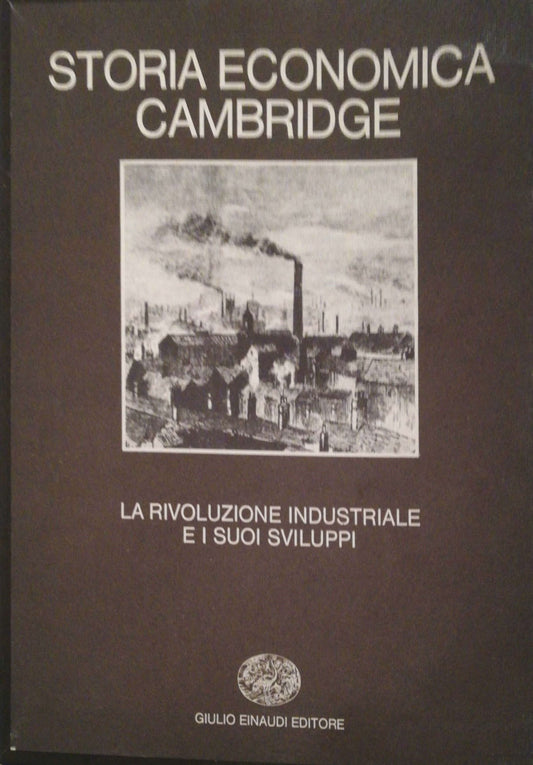 STORIA ECONOMICA
CAMBRIDGE
LA RIVOLUZIONE INDUSTRIALE
E I SUOI SVILUPPI
GIULIO EINAUDI EDITORE